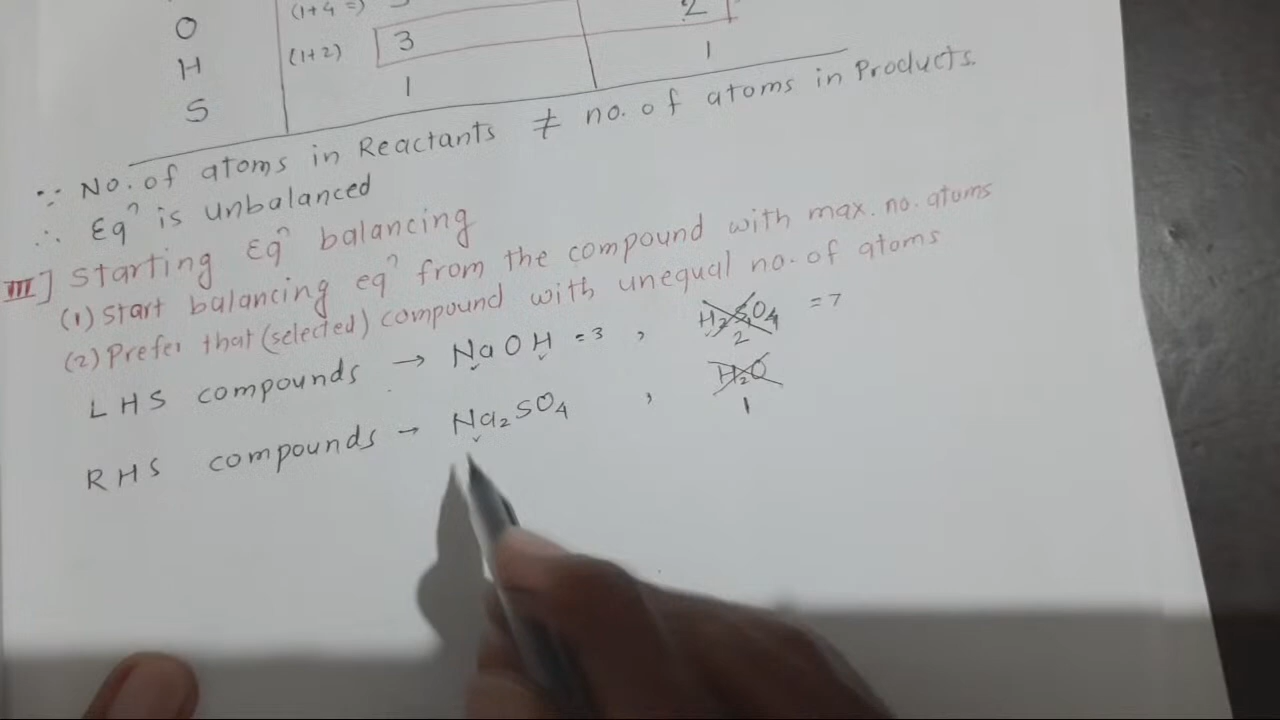 O (1+4 =) 2
H (1+2) 3 1
S 1
∵ No. of atoms in Reactants ≠ no. of atoms in Products.
∴ Eqⁿ is unbalanced
III] Starting Eqⁿ balancing
(1) Start balancing eqⁿ from the compound with max. no. atoms
(2) Prefer that (selected) compound with unequal no. of atoms
LHS compounds → NaOH = 3 , H₂SO₄ = 7
2
RHS compounds → Na₂SO₄ , H₂O
1